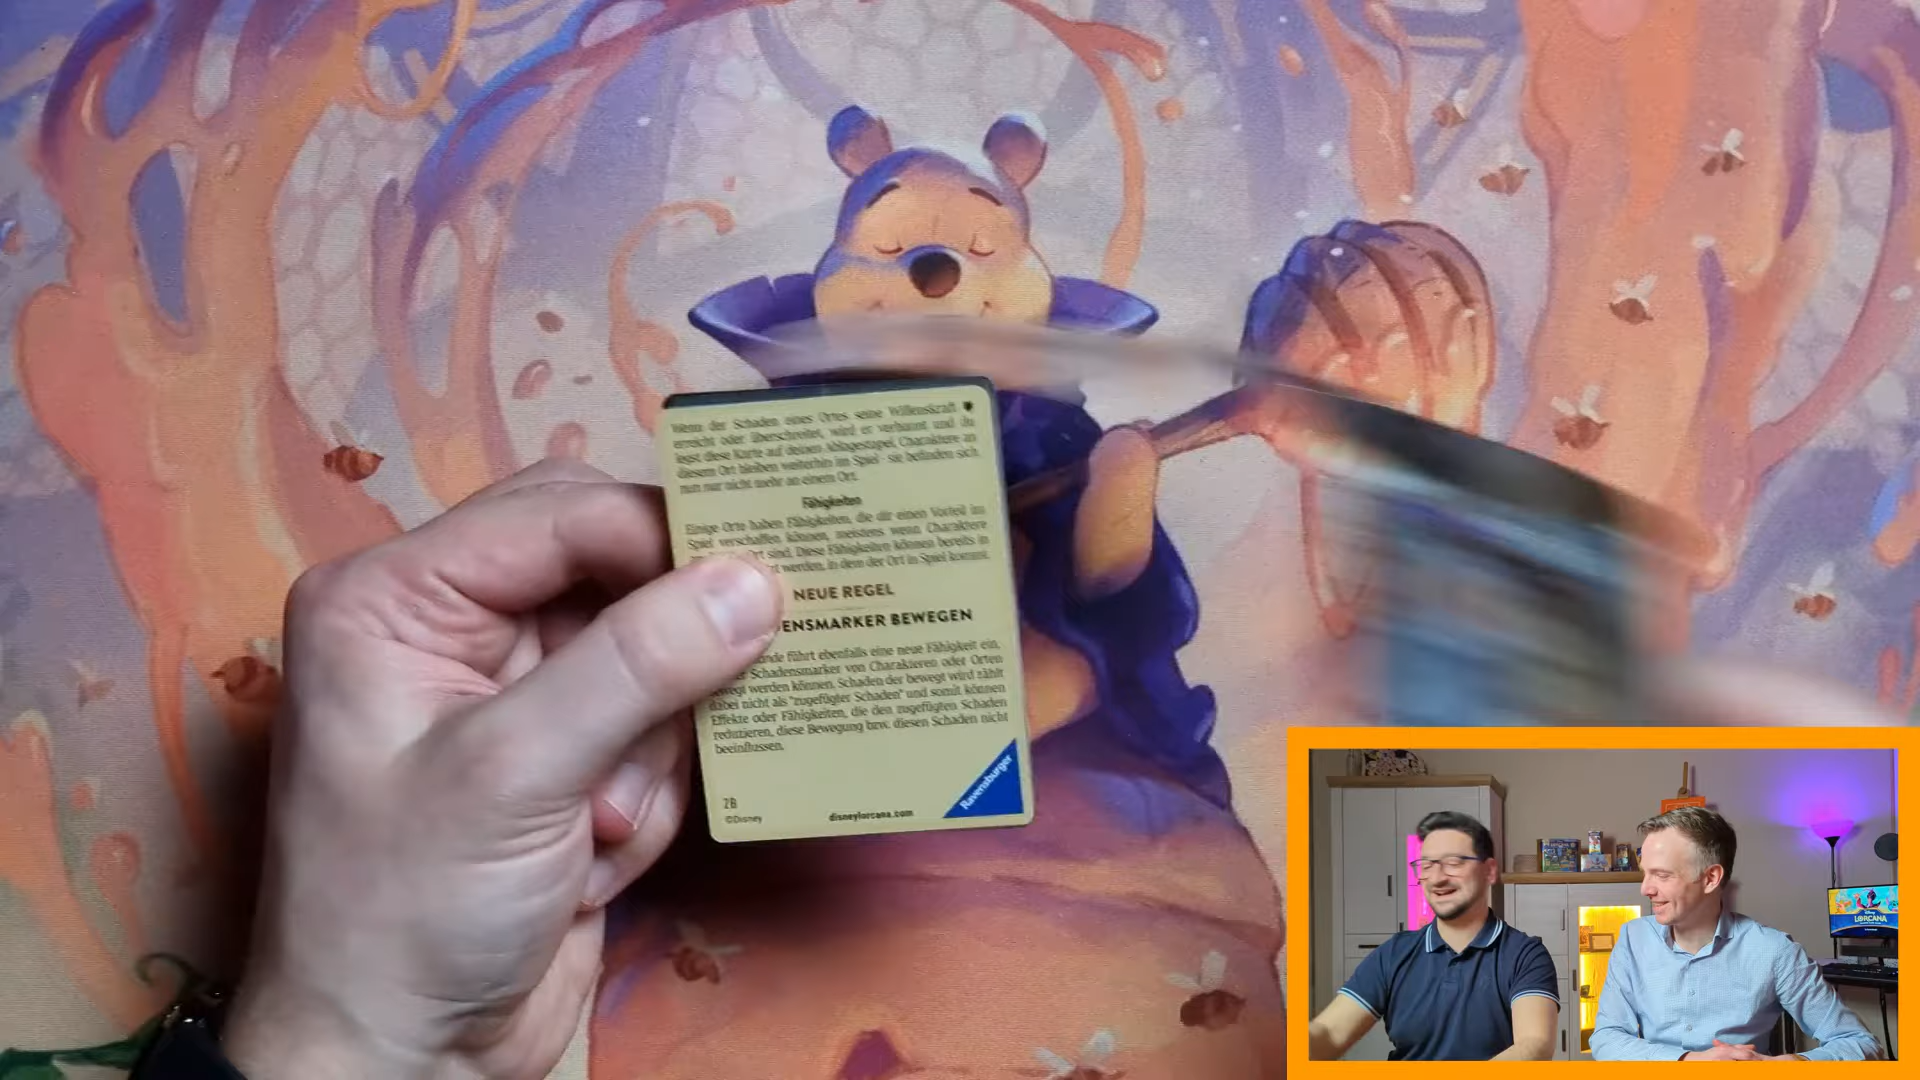 Wenn der Schaden eines Ortes seine Willenskraft
erreicht oder überschreitet, wird er verbannt und du
legst diese Karte auf deinen Ablagestapel. Charaktere an
diesem Ort bleiben weiterhin im Spiel - sie befinden sich
nun nur nicht mehr an einem Ort.
Fähigkeiten
Einige Orte haben Fähigkeiten, die dir einen Vorteil im
Spiel verschaffen können, meistens wenn Charaktere
Ort sind. Diese Fähigkeiten können bereits in
werden, in dem der Ort in Spiel kommt.
NEUE REGEL
ENSMARKER BEWEGEN
führt ebenfalls eine neue Fähigkeit ein,
Schadensmarker von Charakteren oder Orten
bewegt werden können. Schaden der bewegt wird zählt
dabei nicht als "zugefügter Schaden" und somit können
Effekte oder Fähigkeiten, die den zugefügten Schaden
reduzieren, diese Bewegung bzw. diesen Schaden nicht
beeinflussen.
Ravensburger
2B
©Disney
disneylorcana.com
Disney
LORCANA